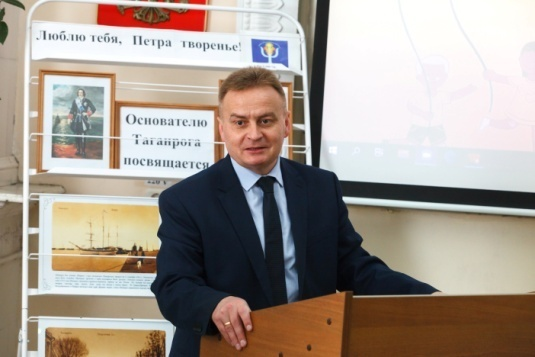 Люблю тебя, Петра творенье!
Основателю
Таганрога
посвящается